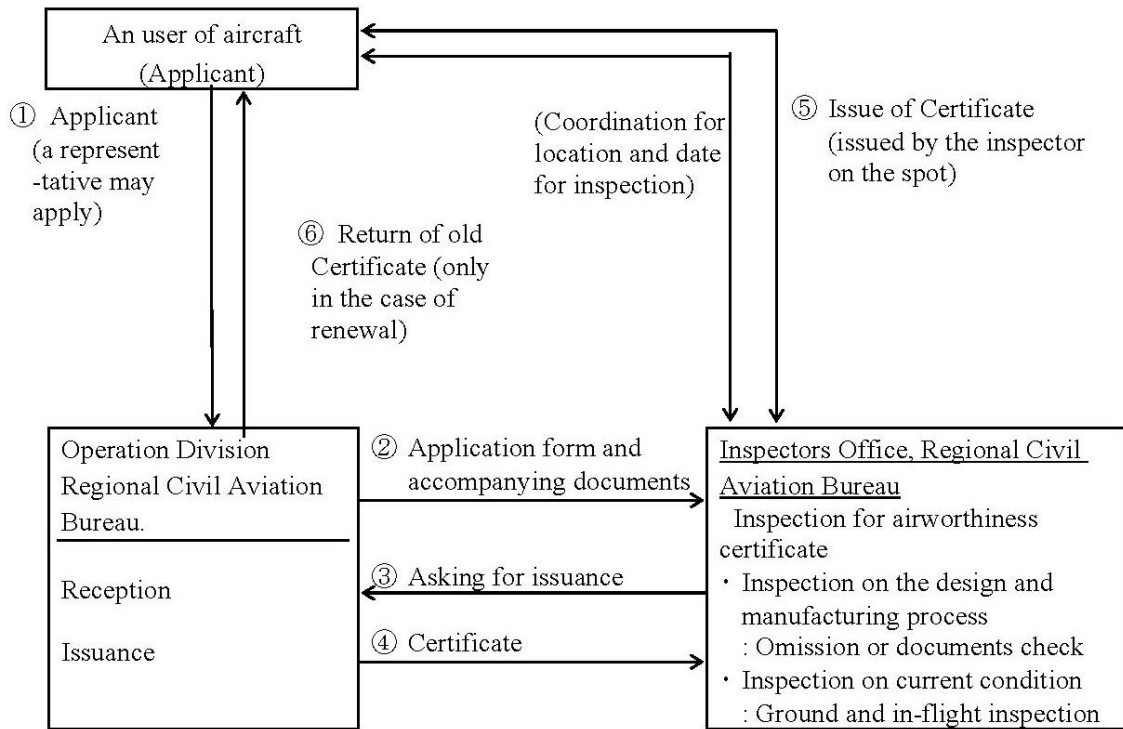 An user of aircraft
(Applicant)
① Applicant
(a represent
-tative may
apply)
(Coordination for
location and date
for inspection)
⑤ Issue of Certificate
(issued by the inspector
on the spot)
⑥ Return of old
Certificate (only
in the case of
renewal)
Operation Division
Regional Civil Aviation
Bureau.
Reception
Issuance
② Application form and
accompanying documents
③ Asking for issuance
④ Certificate
Inspectors Office, Regional Civil
Aviation Bureau
Inspection for airworthiness
certificate
・ Inspection on the design and
manufacturing process
: Omission or documents check
・ Inspection on current condition
: Ground and in-flight inspection